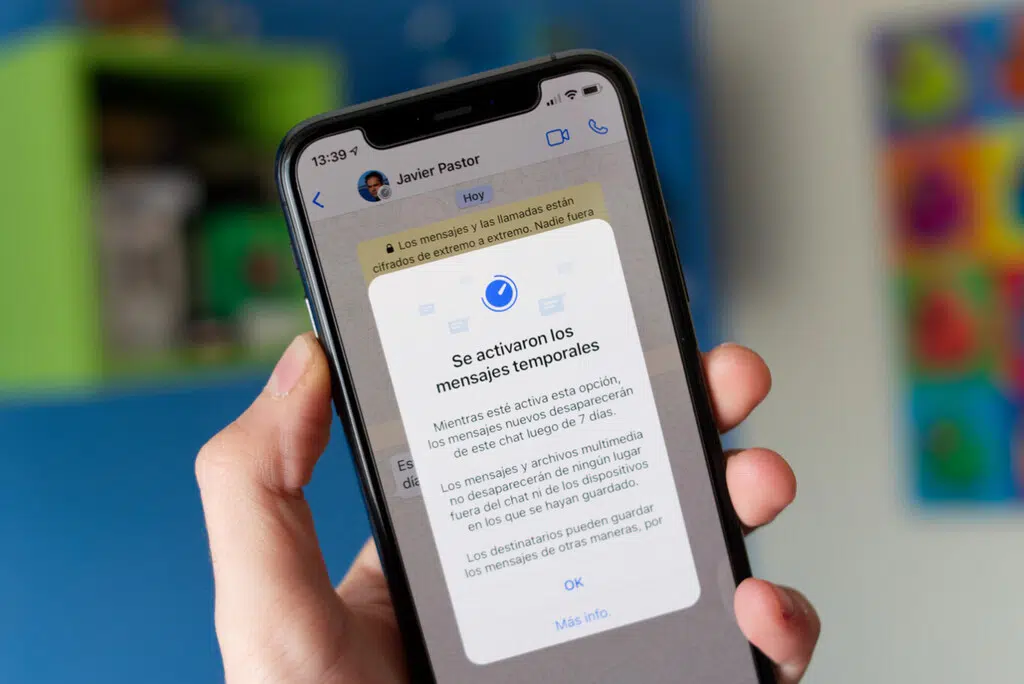 13:39
Javier Pastor
Hoy
Los mensajes y las llamadas están
cifrados de extremo a extremo. Nadie fuera
Se activaron los
mensajes temporales
Mientras esté activa esta opción,
los mensajes nuevos desaparecerán
de este chat luego de 7 días.
Es
día
Los mensajes y archivos multimedia
no desaparecerán de ningún lugar
fuera del chat ni de los dispositivos
en los que se hayan guardado.
Los destinatarios pueden guardar
los mensajes de otras maneras, por
OK
Más info.